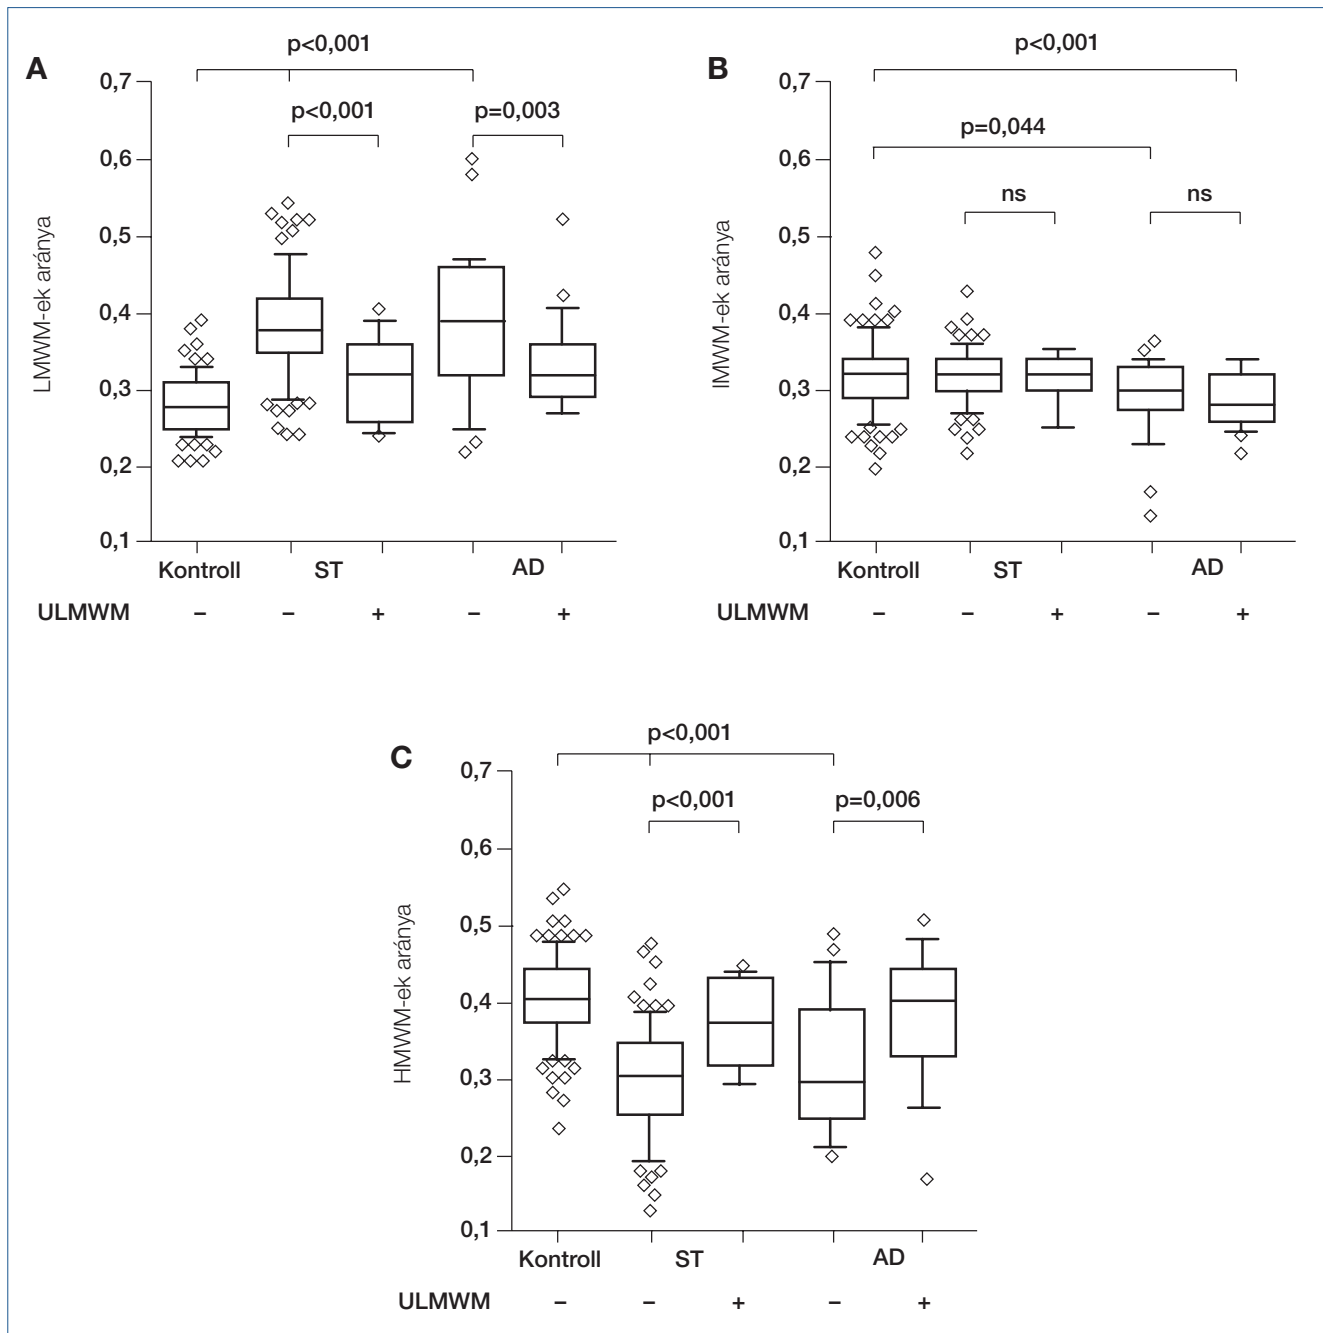 A
p<0,001
p<0,001
p=0,003
LMWM-ek aránya
0,7
0,6
0,5
0,4
0,3
0,2
0,1
Kontroll ST AD
ULMWM – – + – +
B
p<0,001
p=0,044
ns
ns
IMWM-ek aránya
0,7
0,6
0,5
0,4
0,3
0,2
0,1
Kontroll ST AD
ULMWM – – + – +
C
p<0,001
p<0,001
p=0,006
HMWM-ek aránya
0,7
0,6
0,5
0,4
0,3
0,2
0,1
Kontroll ST AD
ULMWM – – + – +